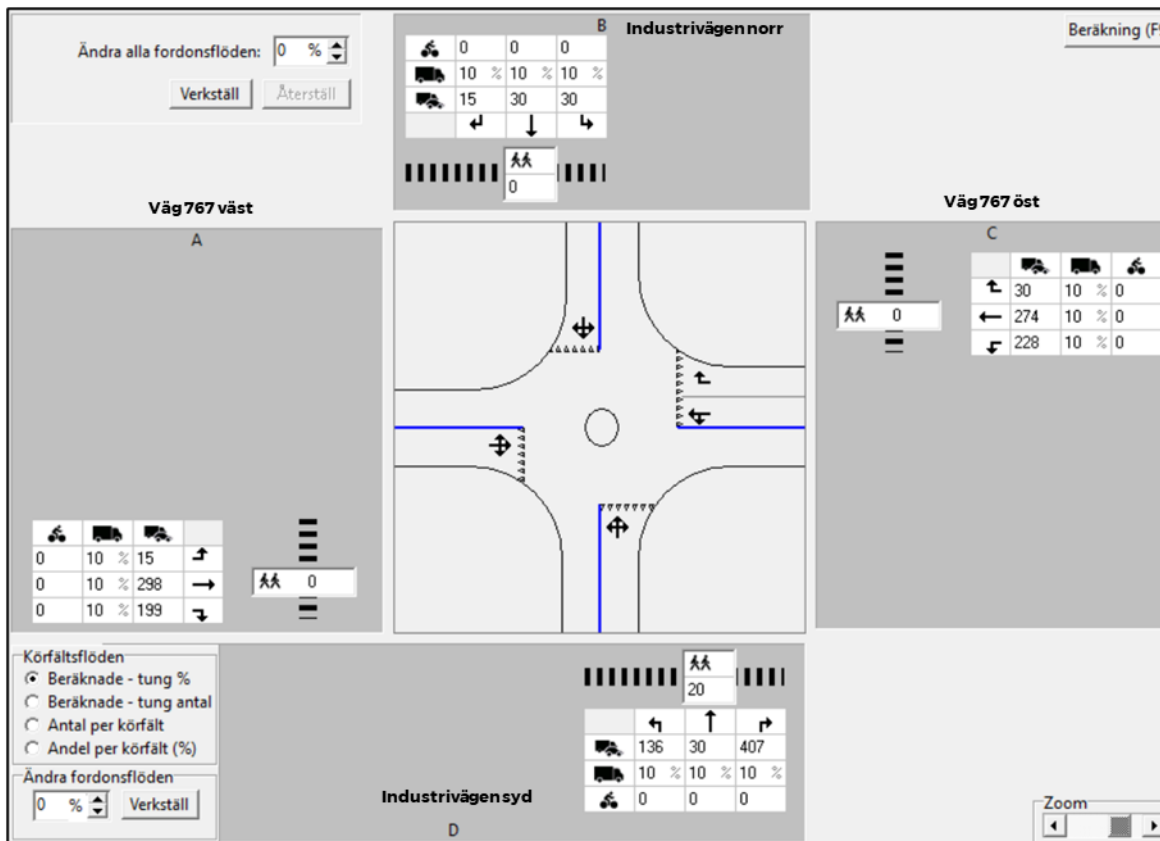 B Industrivägen norr
Beräkning (F9
Ändra alla fordonsflöden: 0 %
Verkställ Återställ
0 0 0
10 % 10 % 10 %
15 30 30
0
Väg 767 väst
A
Väg 767 öst
C
30 10 % 0
274 10 % 0
228 10 % 0
0
0 10 % 15
0 10 % 298
0 10 % 199
0
Körfältsflöden
Beräknade - tung %
Beräknade - tung antal
Antal per körfält
Andel per körfält (%)
Ändra fordonsflöden
0 % Verkställ
20
136 30 407
10 % 10 % 10 %
0 0 0
Industrivägen syd
D
Zoom